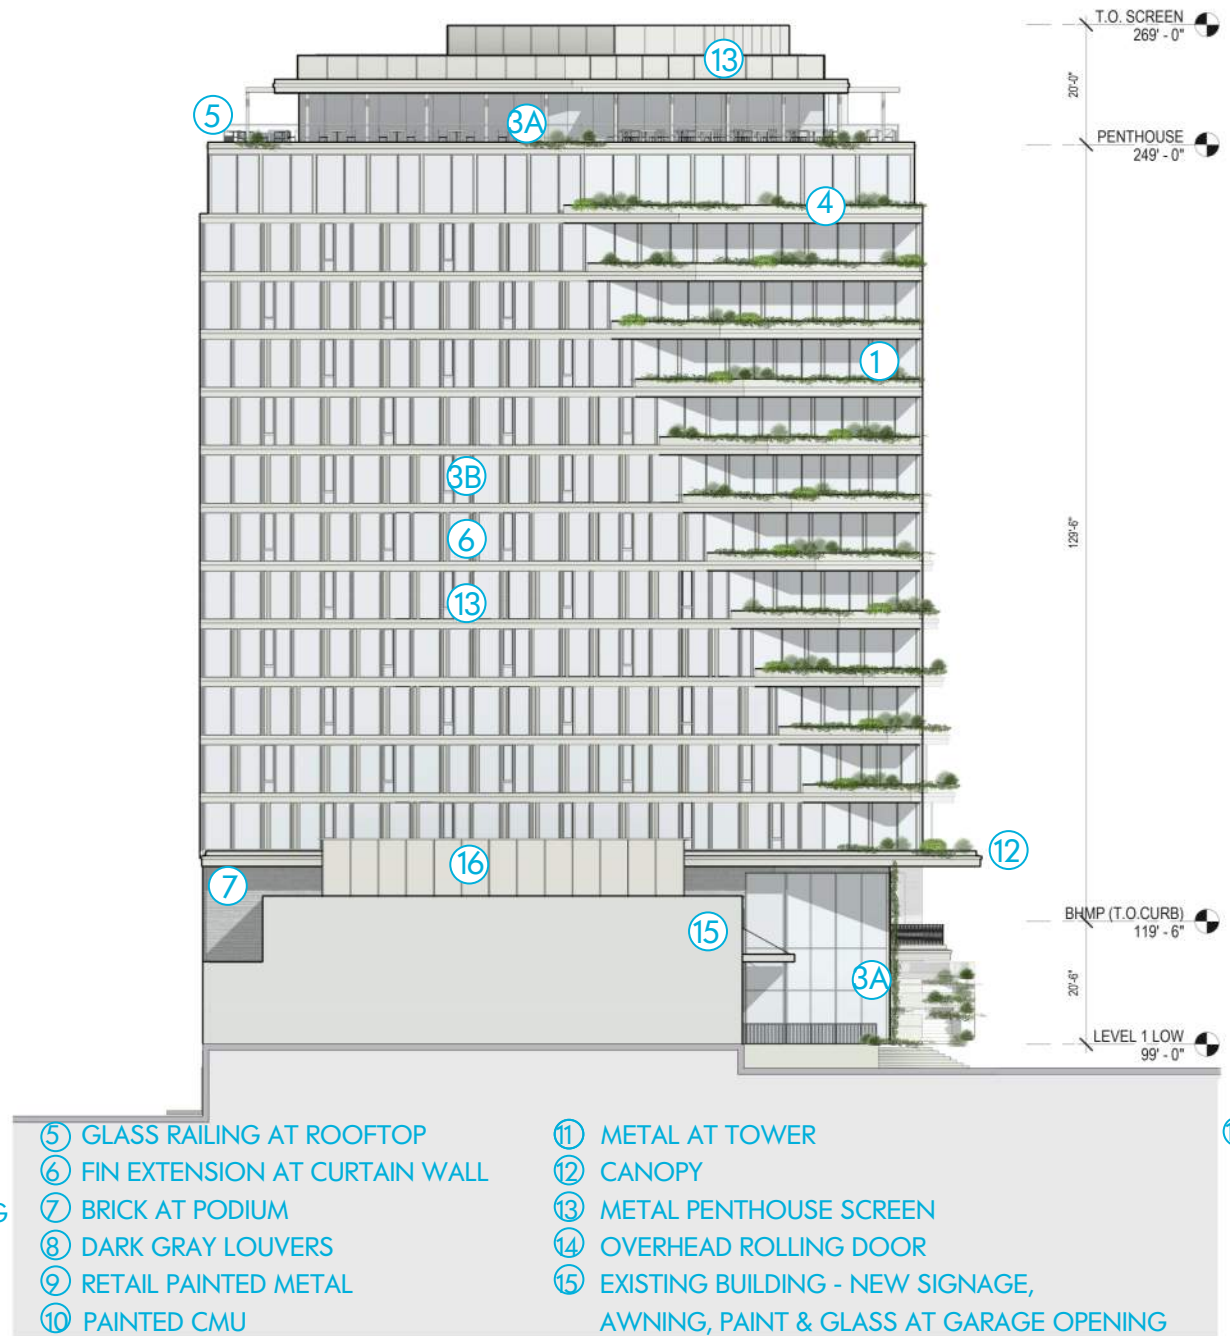 T.O. SCREEN
269' - 0"
13
20'-0"
5
3A
PENTHOUSE
249' - 0"
4
1
3B
6
129'-6"
13
12
16
7
BHMP (T.O.CURB)
119' - 6"
15
3A
20'-6"
LEVEL 1 LOW
99' - 0"
5 GLASS RAILING AT ROOFTOP
6 FIN EXTENSION AT CURTAIN WALL
7 BRICK AT PODIUM
8 DARK GRAY LOUVERS
9 RETAIL PAINTED METAL
10 PAINTED CMU
11 METAL AT TOWER
12 CANOPY
13 METAL PENTHOUSE SCREEN
14 OVERHEAD ROLLING DOOR
15 EXISTING BUILDING - NEW SIGNAGE,
AWNING, PAINT & GLASS AT GARAGE OPENING